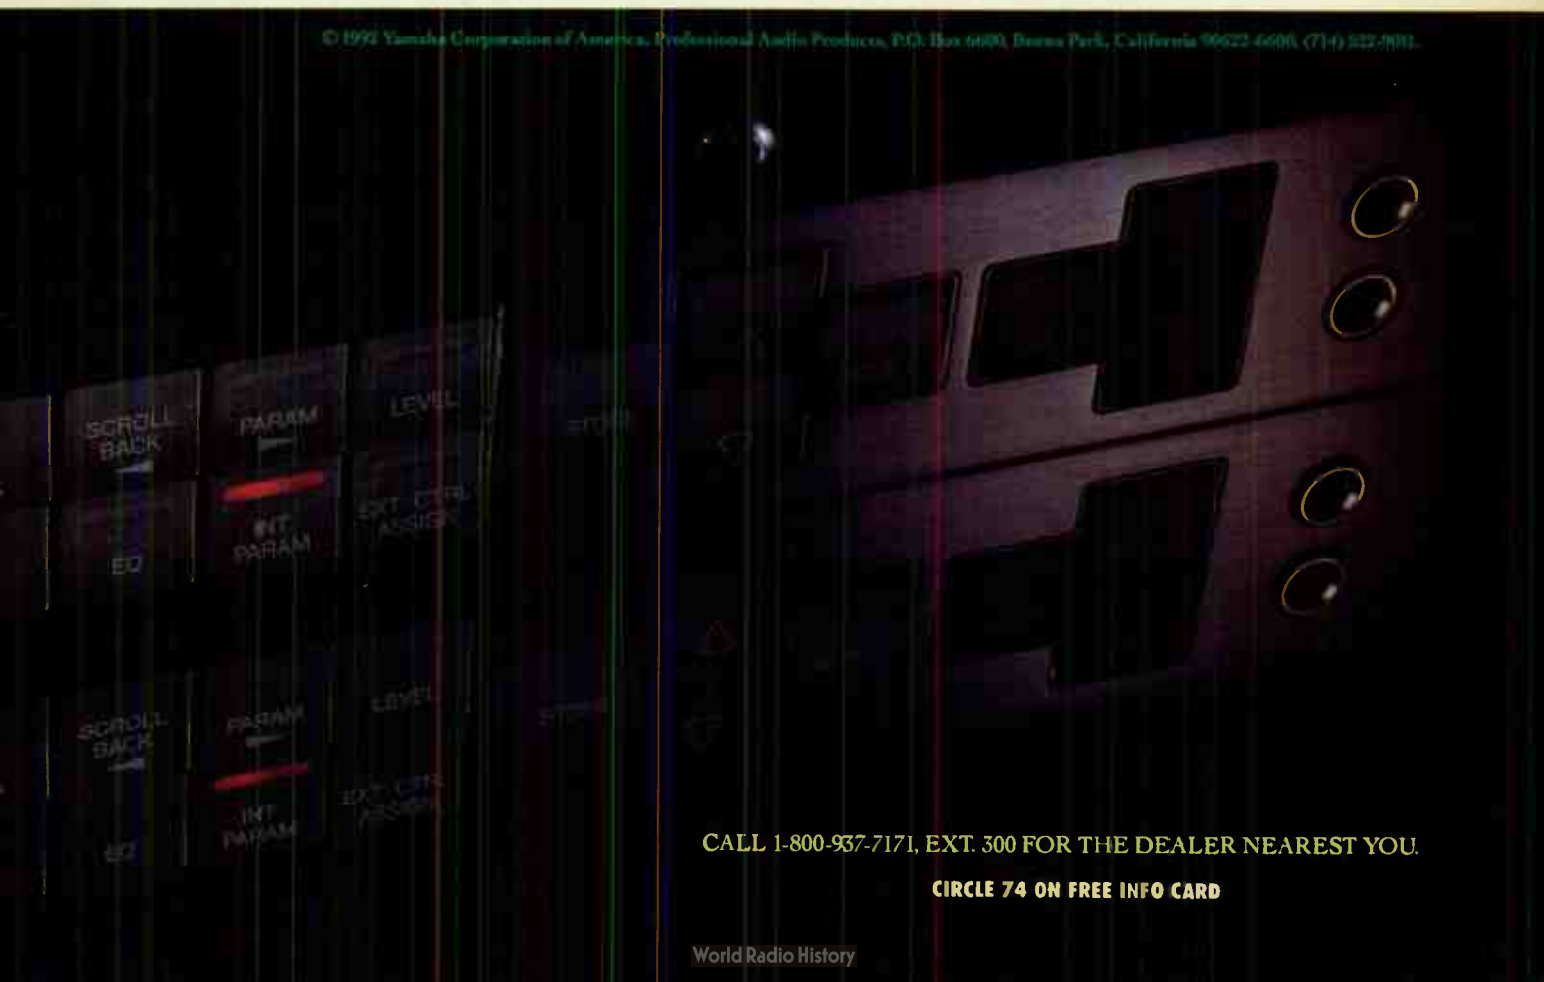 © 1992 Yamaha Corporation of America, Professional Audio Products, P.O. Box 6600, Buena Park, California 90622-6600, (714) 522-9011.
SCROLL BACK
PARAM
LEVEL
STORE
EQ
INT PARAM
EXT CTRL ASSIGN
SCROLL BACK
PARAM
LEVEL
STORE
EQ
INT PARAM
EXT CTRL ASSIGN
CALL 1-800-937-7171, EXT. 300 FOR THE DEALER NEAREST YOU.
CIRCLE 74 ON FREE INFO CARD
World Radio History